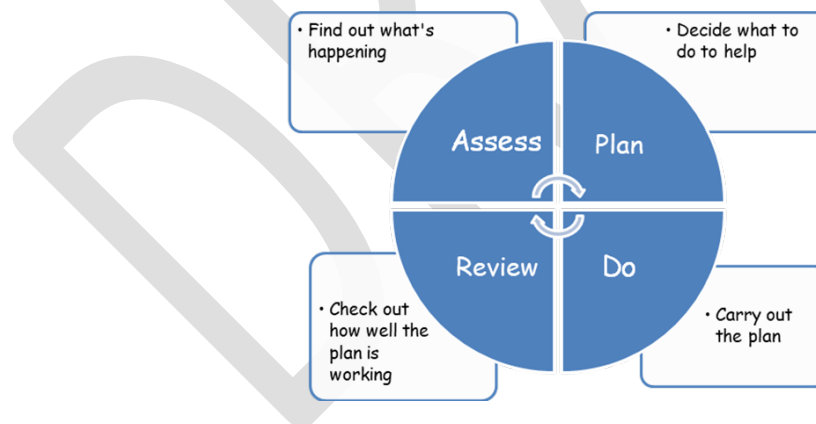 • Find out what's
happening
• Decide what to
do to help
Assess
Plan
Review
Do
• Check out
how well the
plan is
working
• Carry out
the plan